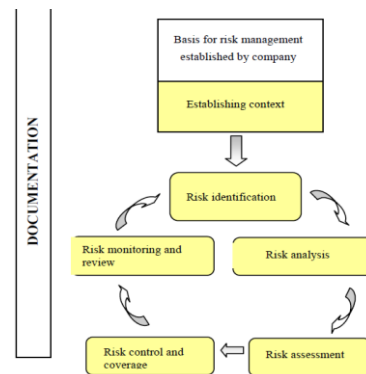 Basis for risk management
established by company
Establishing context
DOCUMENTATION
Risk identification
Risk monitoring and
review
Risk analysis
Risk control and
coverage
Risk assessment